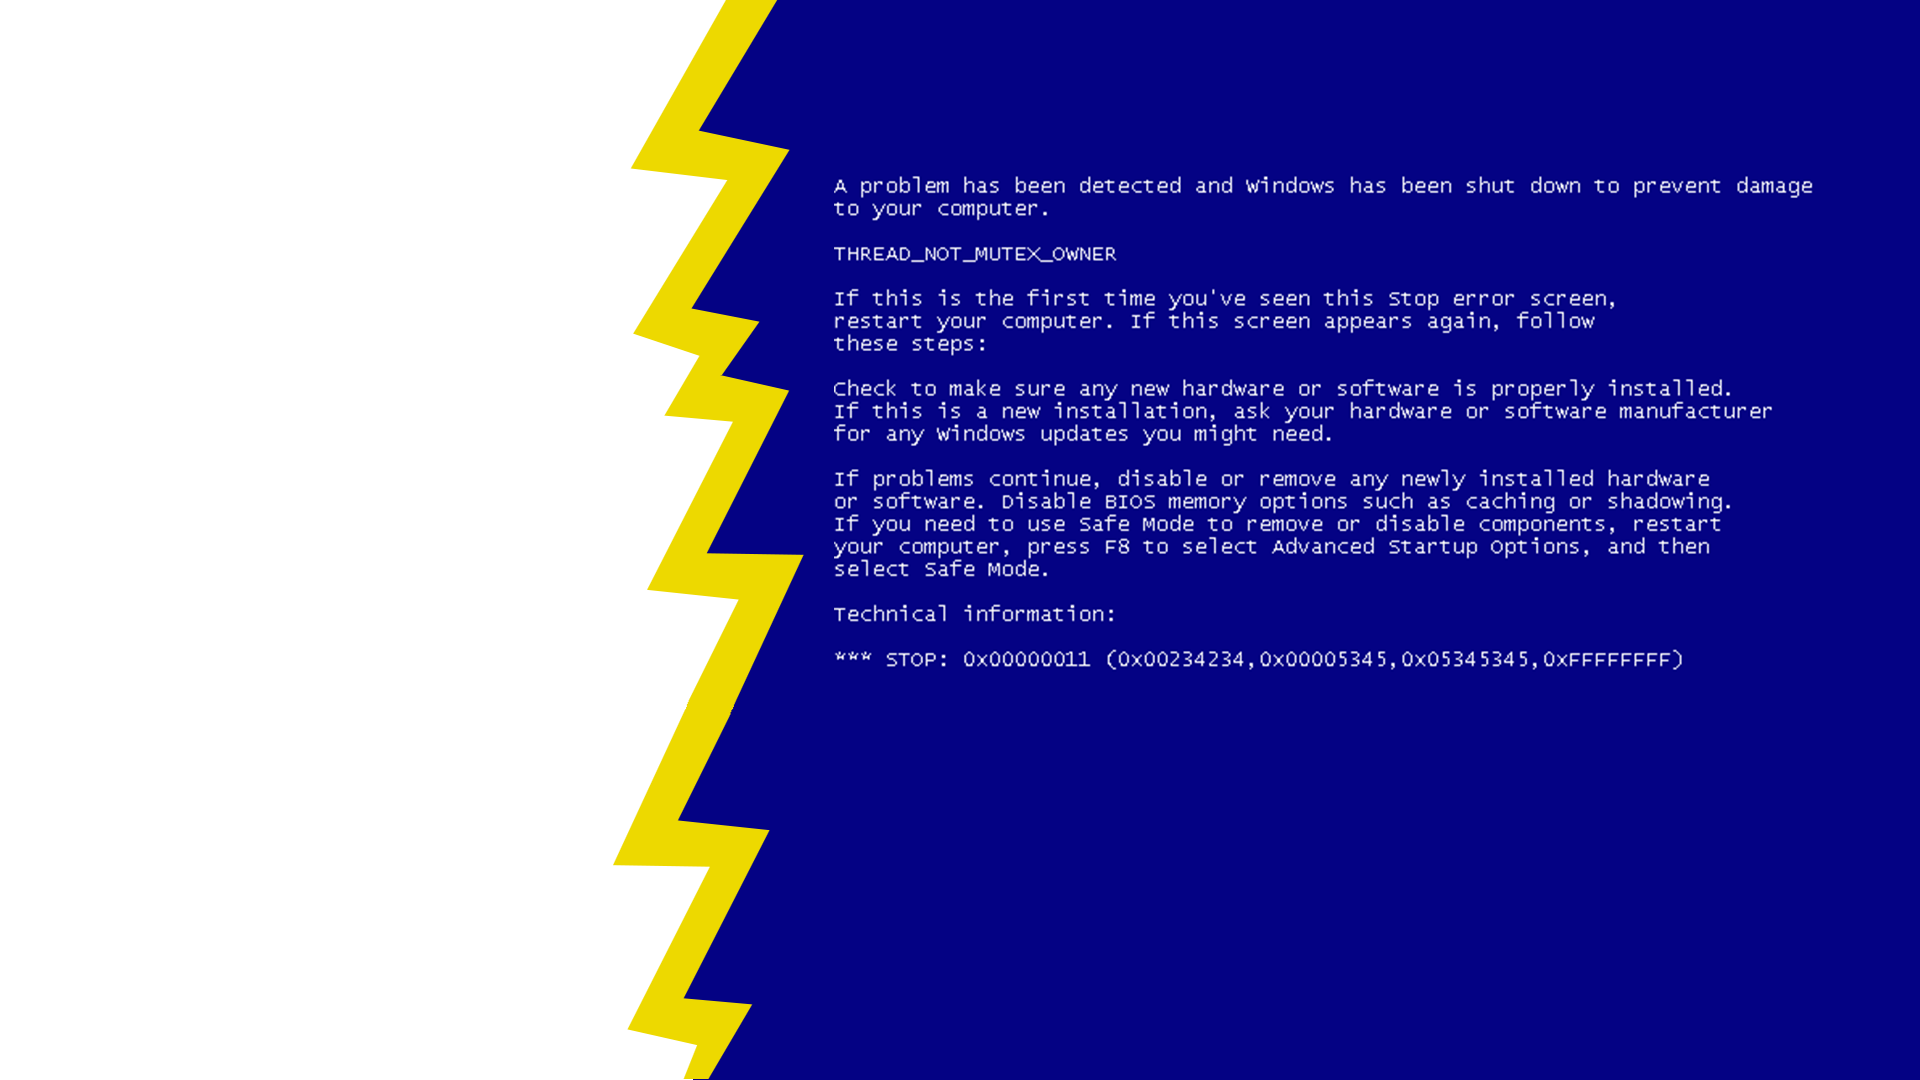 A problem has been detected and Windows has been shut down to prevent damage
to your computer.
THREAD_NOT_MUTEX_OWNER
If this is the first time you've seen this Stop error screen,
restart your computer. If this screen appears again, follow
these steps:
Check to make sure any new hardware or software is properly installed.
If this is a new installation, ask your hardware or software manufacturer
for any Windows updates you might need.
If problems continue, disable or remove any newly installed hardware
or software. Disable BIOS memory options such as caching or shadowing.
If you need to use Safe Mode to remove or disable components, restart
your computer, press F8 to select Advanced Startup Options, and then
select Safe Mode.
Technical information:
*** STOP: 0x00000011 (0x00234234,0x00005345,0x05345345,0xFFFFFFFF)